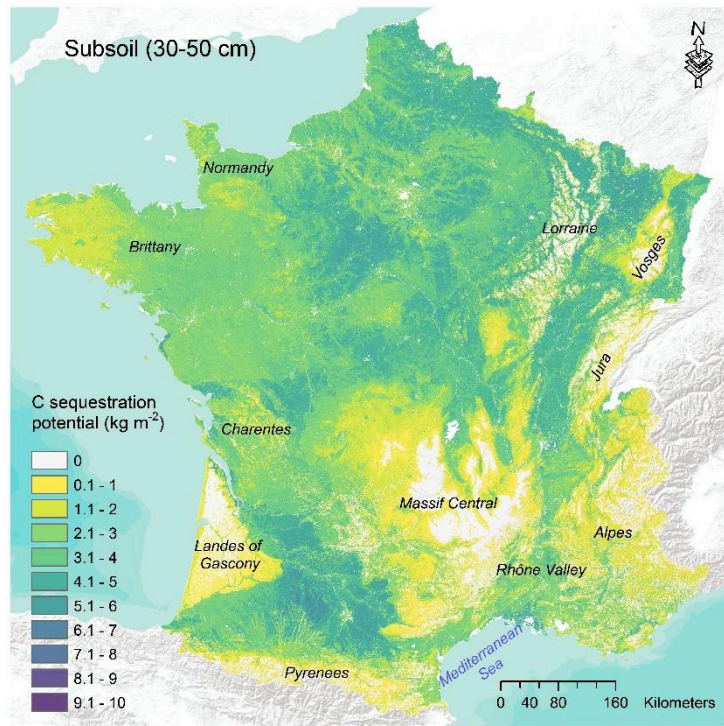 Subsoil (30-50 cm)
N
Normandy
Brittany
Lorraine
Vosges
Jura
C sequestration
potential (kg m⁻²)
0
0.1 - 1
1.1 - 2
2.1 - 3
3.1 - 4
4.1 - 5
5.1 - 6
6.1 - 7
7.1 - 8
8.1 - 9
9.1 - 10
Charentes
Massif Central
Landes of
Gascony
Alpes
Rhône Valley
Pyrenees
Mediterranean
Sea
0 40 80 160
Kilometers